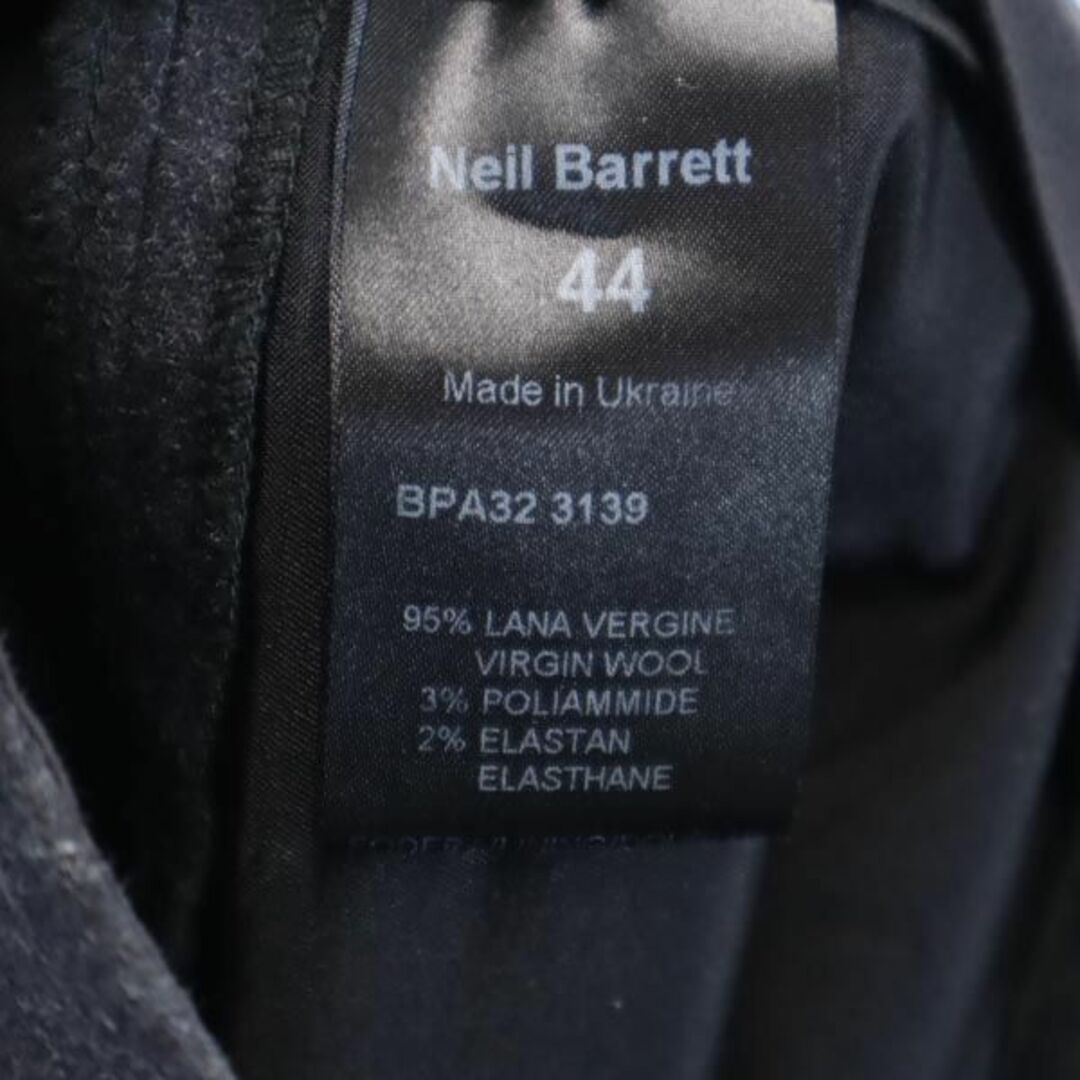 Neil Barrett
44
Made in Ukraine
BPA32 3139
95% LANA VERGINE
VIRGIN WOOL
3% POLIAMMIDE
2% ELASTAN
ELASTHANE